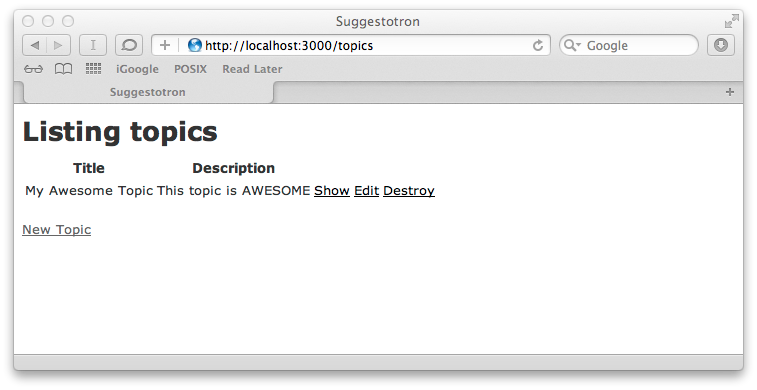 Suggestotron
http://localhost:3000/topics
Google
iGoogle POSIX Read Later
Suggestotron
Listing topics
Title Description
My Awesome Topic This topic is AWESOME Show Edit Destroy
New Topic